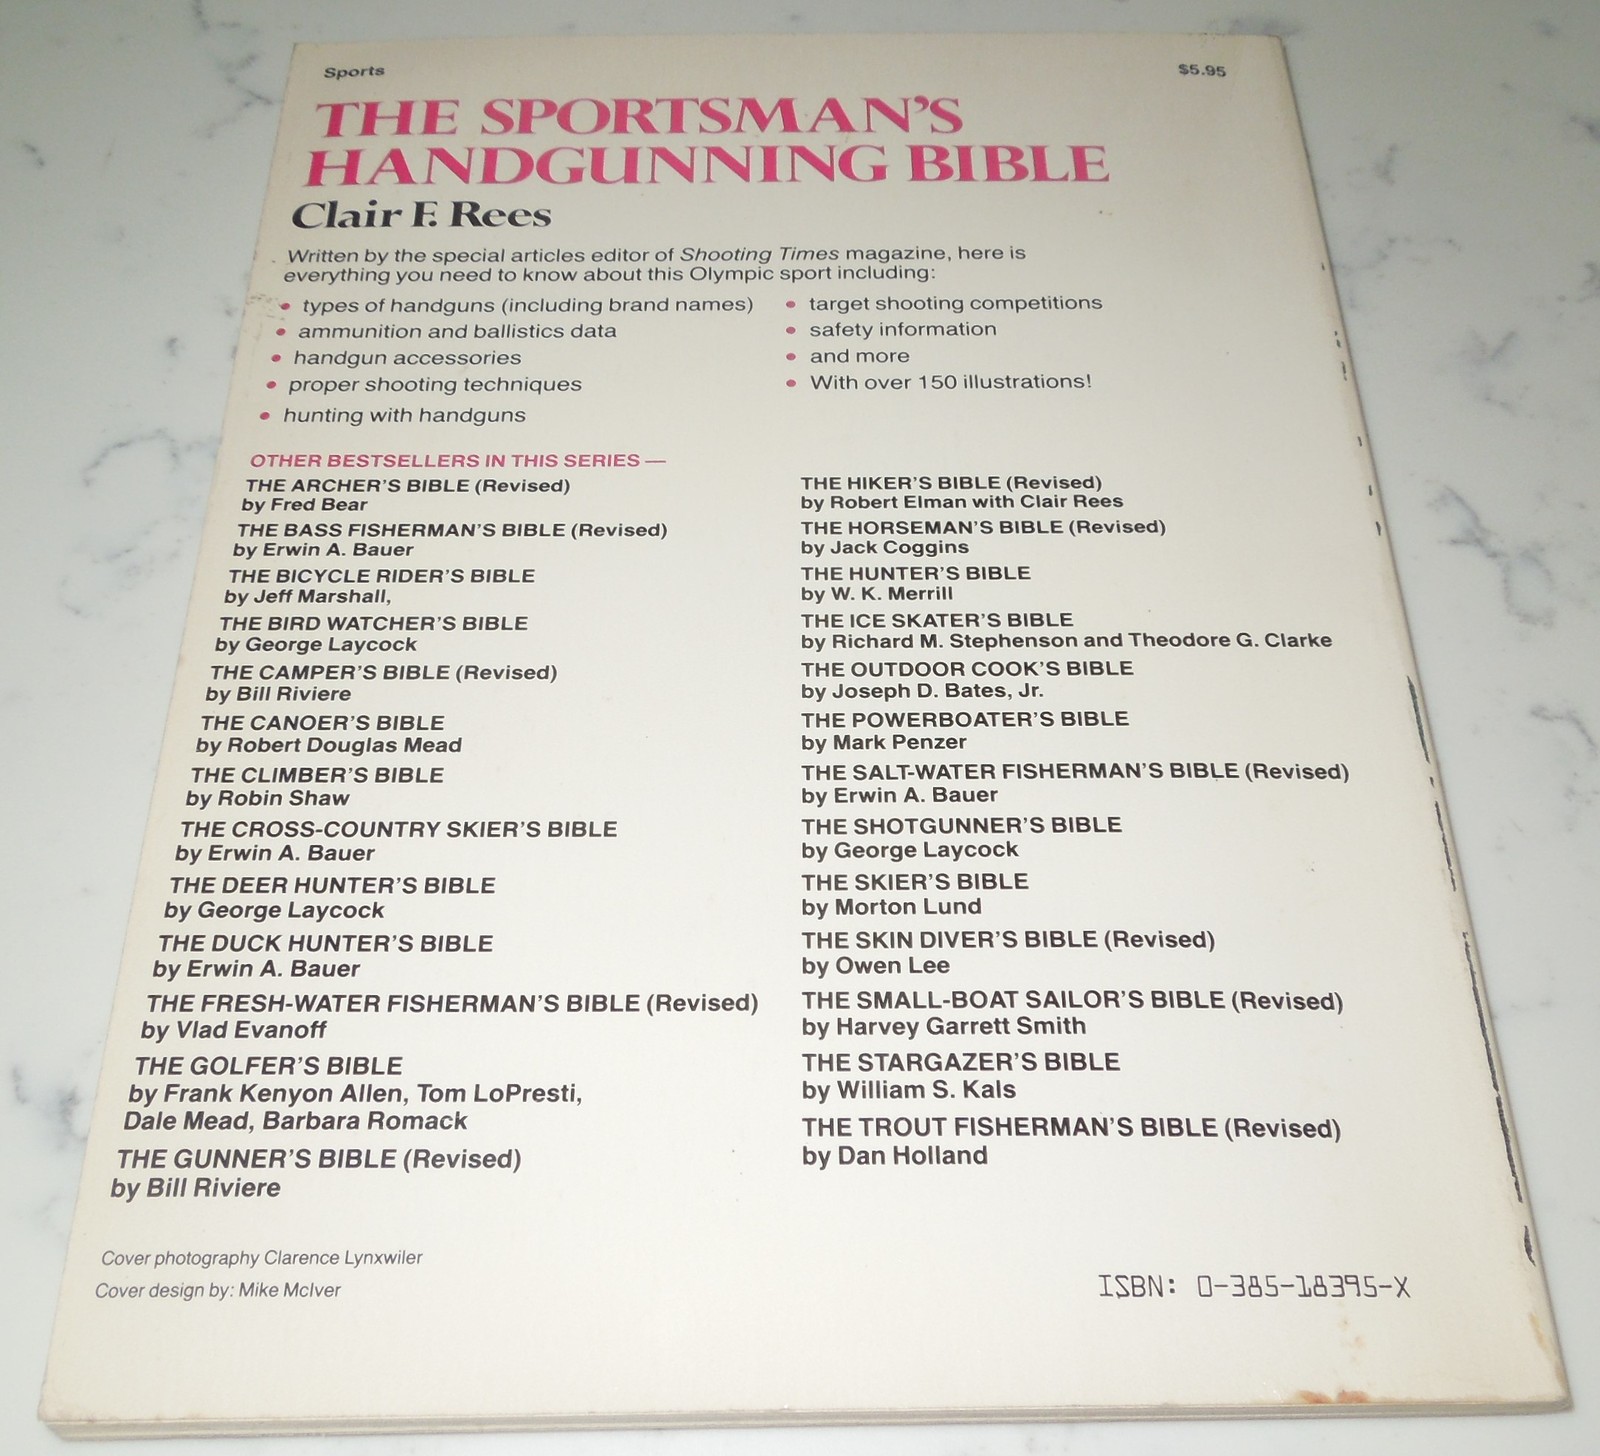 Sports
$5.95
THE SPORTSMAN'S
HANDGUNNING BIBLE
Clair F. Rees
Written by the special articles editor of Shooting Times magazine, here is
everything you need to know about this Olympic sport including:
• types of handguns (including brand names)
• ammunition and ballistics data
• handgun accessories
• proper shooting techniques
• hunting with handguns
• target shooting competitions
• safety information
• and more
• With over 150 illustrations!
OTHER BESTSELLERS IN THIS SERIES —
THE ARCHER'S BIBLE (Revised)
by Fred Bear
THE BASS FISHERMAN'S BIBLE (Revised)
by Erwin A. Bauer
THE BICYCLE RIDER'S BIBLE
by Jeff Marshall,
THE BIRD WATCHER'S BIBLE
by George Laycock
THE CAMPER'S BIBLE (Revised)
by Bill Riviere
THE CANOER'S BIBLE
by Robert Douglas Mead
THE CLIMBER'S BIBLE
by Robin Shaw
THE CROSS-COUNTRY SKIER'S BIBLE
by Erwin A. Bauer
THE DEER HUNTER'S BIBLE
by George Laycock
THE DUCK HUNTER'S BIBLE
by Erwin A. Bauer
THE FRESH-WATER FISHERMAN'S BIBLE (Revised)
by Vlad Evanoff
THE GOLFER'S BIBLE
by Frank Kenyon Allen, Tom LoPresti,
Dale Mead, Barbara Romack
THE GUNNER'S BIBLE (Revised)
by Bill Riviere
THE HIKER'S BIBLE (Revised)
by Robert Elman with Clair Rees
THE HORSEMAN'S BIBLE (Revised)
by Jack Coggins
THE HUNTER'S BIBLE
by W. K. Merrill
THE ICE SKATER'S BIBLE
by Richard M. Stephenson and Theodore G. Clarke
THE OUTDOOR COOK'S BIBLE
by Joseph D. Bates, Jr.
THE POWERBOATER'S BIBLE
by Mark Penzer
THE SALT-WATER FISHERMAN'S BIBLE (Revised)
by Erwin A. Bauer
THE SHOTGUNNER'S BIBLE
by George Laycock
THE SKIER'S BIBLE
by Morton Lund
THE SKIN DIVER'S BIBLE (Revised)
by Owen Lee
THE SMALL-BOAT SAILOR'S BIBLE (Revised)
by Harvey Garrett Smith
THE STARGAZER'S BIBLE
by William S. Kals
THE TROUT FISHERMAN'S BIBLE (Revised)
by Dan Holland
Cover photography Clarence Lynxwiler
Cover design by: Mike McIver
ISBN: 0-385-18395-X